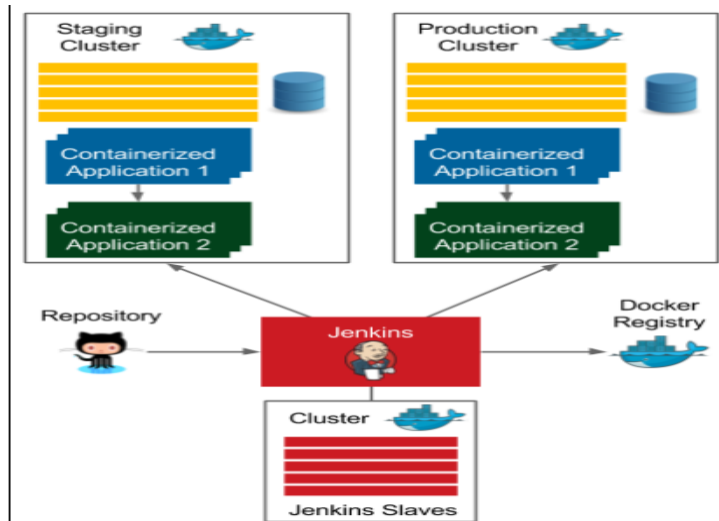 Staging
Cluster
Production
Cluster
Containerized
Application 1
Containerized
Application 2
Containerized
Application 1
Containerized
Application 2
Repository
Jenkins
Docker
Registry
Cluster
Jenkins Slaves